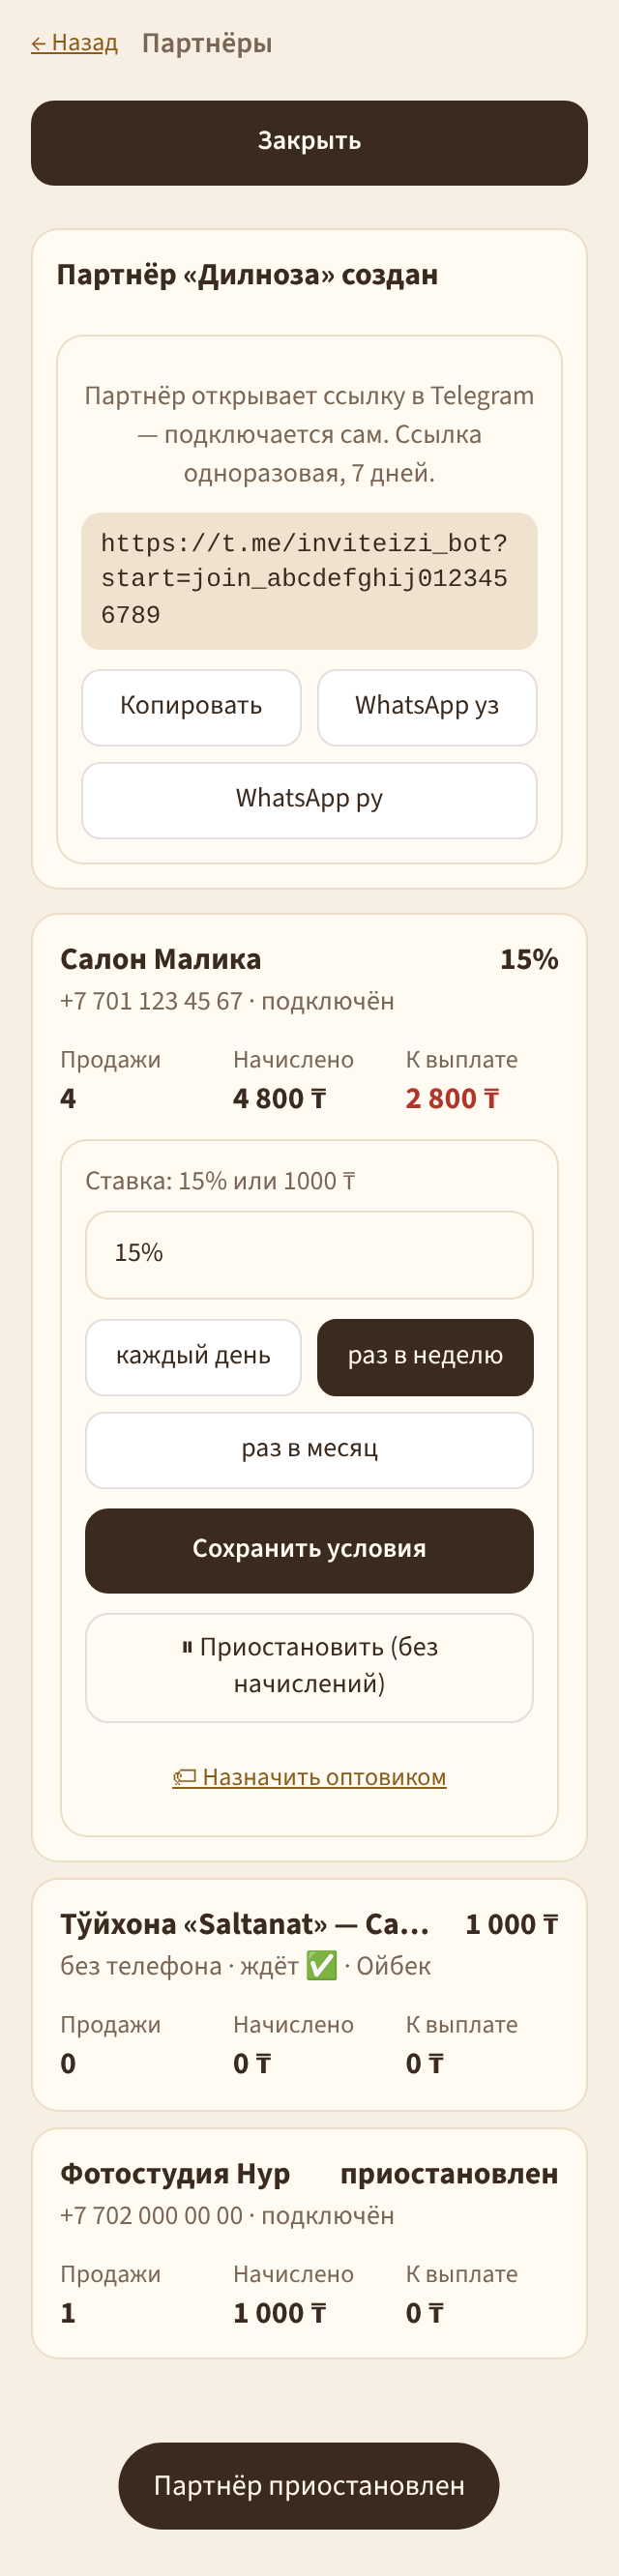 ← Назад Партнёры
Закрыть
Партнёр «Дилноза» создан
Партнёр открывает ссылку в Telegram
— подключается сам. Ссылка
одноразовая, 7 дней.
https://t.me/inviteizi_bot?
start=join_abcdefghij012345
6789
Копировать WhatsApp уз
WhatsApp ру
Салон Малика 15%
+7 701 123 45 67 · подключён
Продажи Начислено К выплате
4 4 800 ₸ 2 800 ₸
Ставка: 15% или 1000 ₸
15%
каждый день раз в неделю
раз в месяц
Сохранить условия
⏸ Приостановить (без
начислений)
🏷 Назначить оптовиком
Тўйхона «Saltanat» — Са... 1 000 ₸
без телефона · ждёт ✅ · Ойбек
Продажи Начислено К выплате
0 0 ₸ 0 ₸
Фотостудия Нур приостановлен
+7 702 000 00 00 · подключён
Продажи Начислено К выплате
1 1 000 ₸ 0 ₸
Партнёр приостановлен